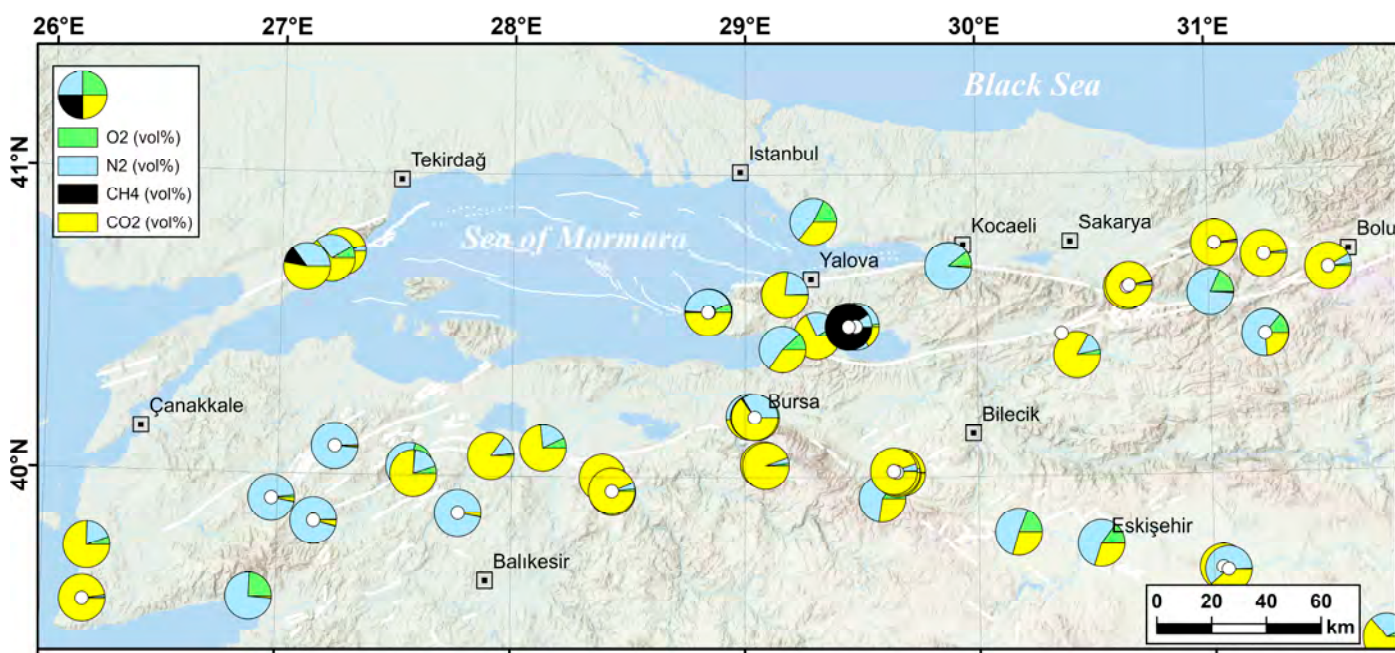 26°E 27°E 28°E 29°E 30°E 31°E
41°N
40°N
O2 (vol%)
N2 (vol%)
CH4 (vol%)
CO2 (vol%)
Black Sea
Tekirdağ
Istanbul
Sea of Marmara
Kocaeli
Sakarya
Bolu
Yalova
Çanakkale
Bursa
Bilecik
Eskişehir
Balıkesir
0 20 40 60
km